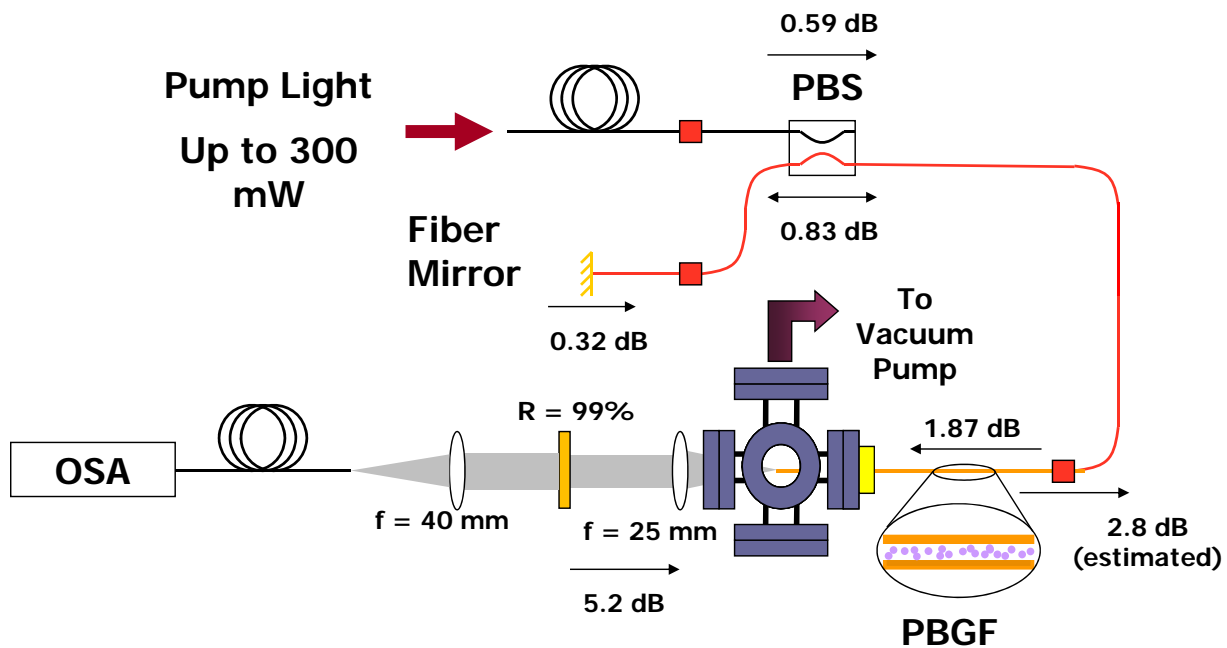 0.59 dB
PBS
Pump Light
Up to 300
mW
0.83 dB
Fiber
Mirror
0.32 dB
To
Vacuum
Pump
R = 99%
1.87 dB
OSA
f = 40 mm
f = 25 mm
2.8 dB
(estimated)
5.2 dB
PBGF